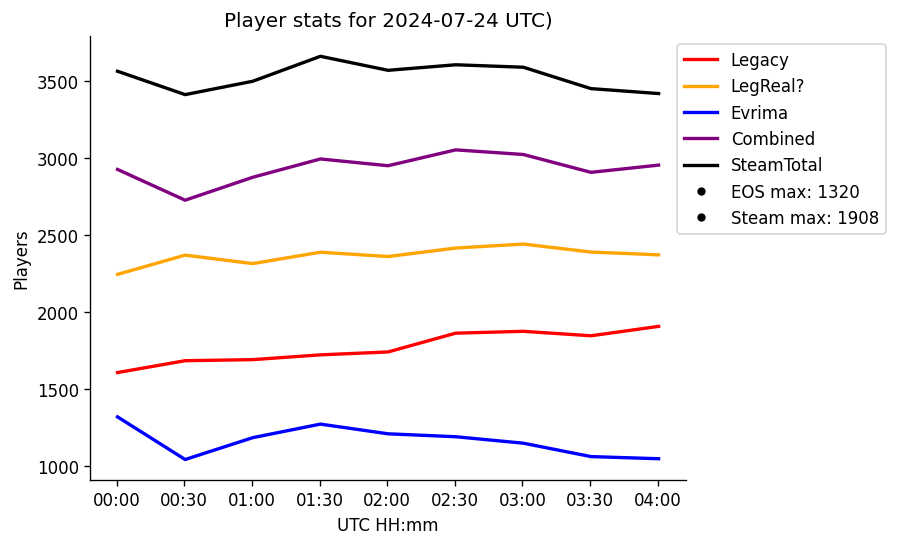 Player stats for 2024-07-24 UTC)
Legacy
LegReal?
Evrima
Combined
SteamTotal
EOS max: 1320
Steam max: 1908
Players
3500
3000
2500
2000
1500
1000
00:00 00:30 01:00 01:30 02:00 02:30 03:00 03:30 04:00
UTC HH:mm